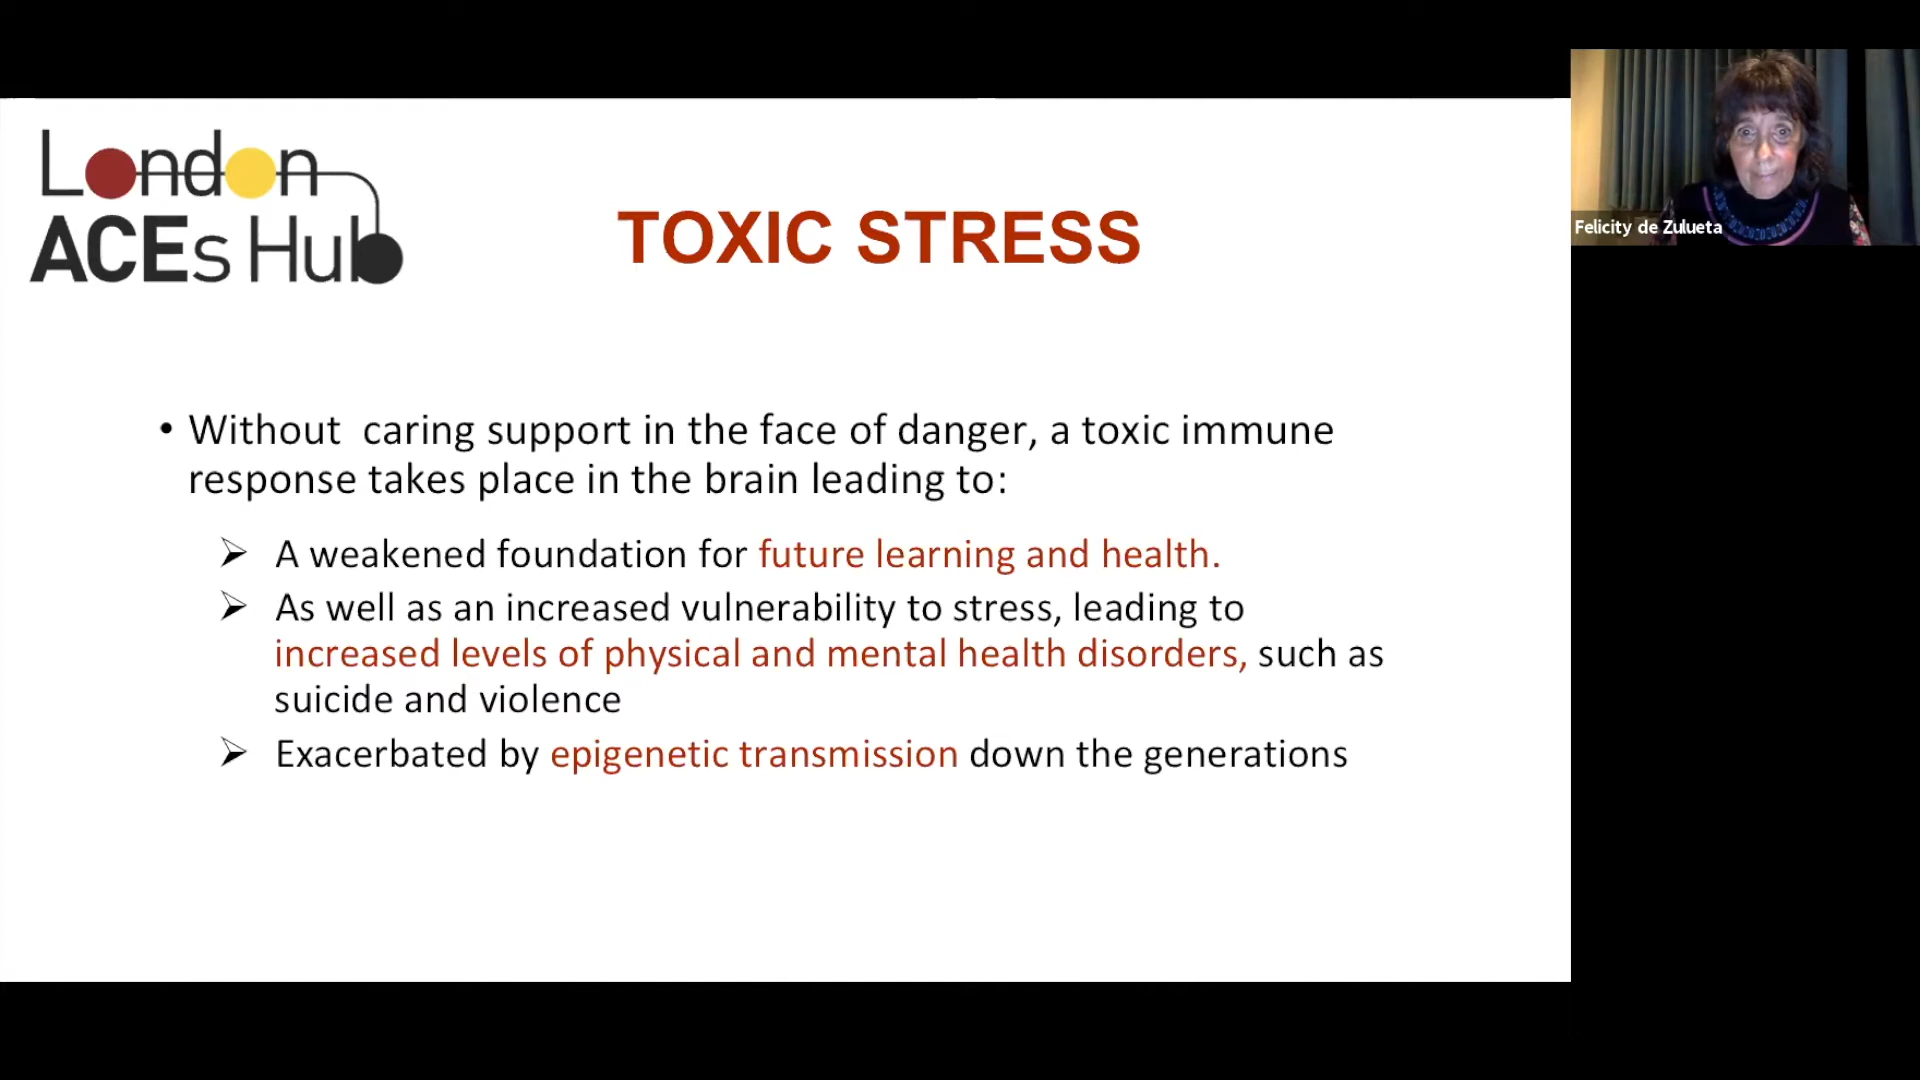 London
ACEs Hub
TOXIC STRESS
• Without  caring support in the face of danger, a toxic immune
response takes place in the brain leading to:
➢ A weakened foundation for future learning and health.
➢ As well as an increased vulnerability to stress, leading to
increased levels of physical and mental health disorders, such as
suicide and violence
➢ Exacerbated by epigenetic transmission down the generations
Felicity de Zulueta